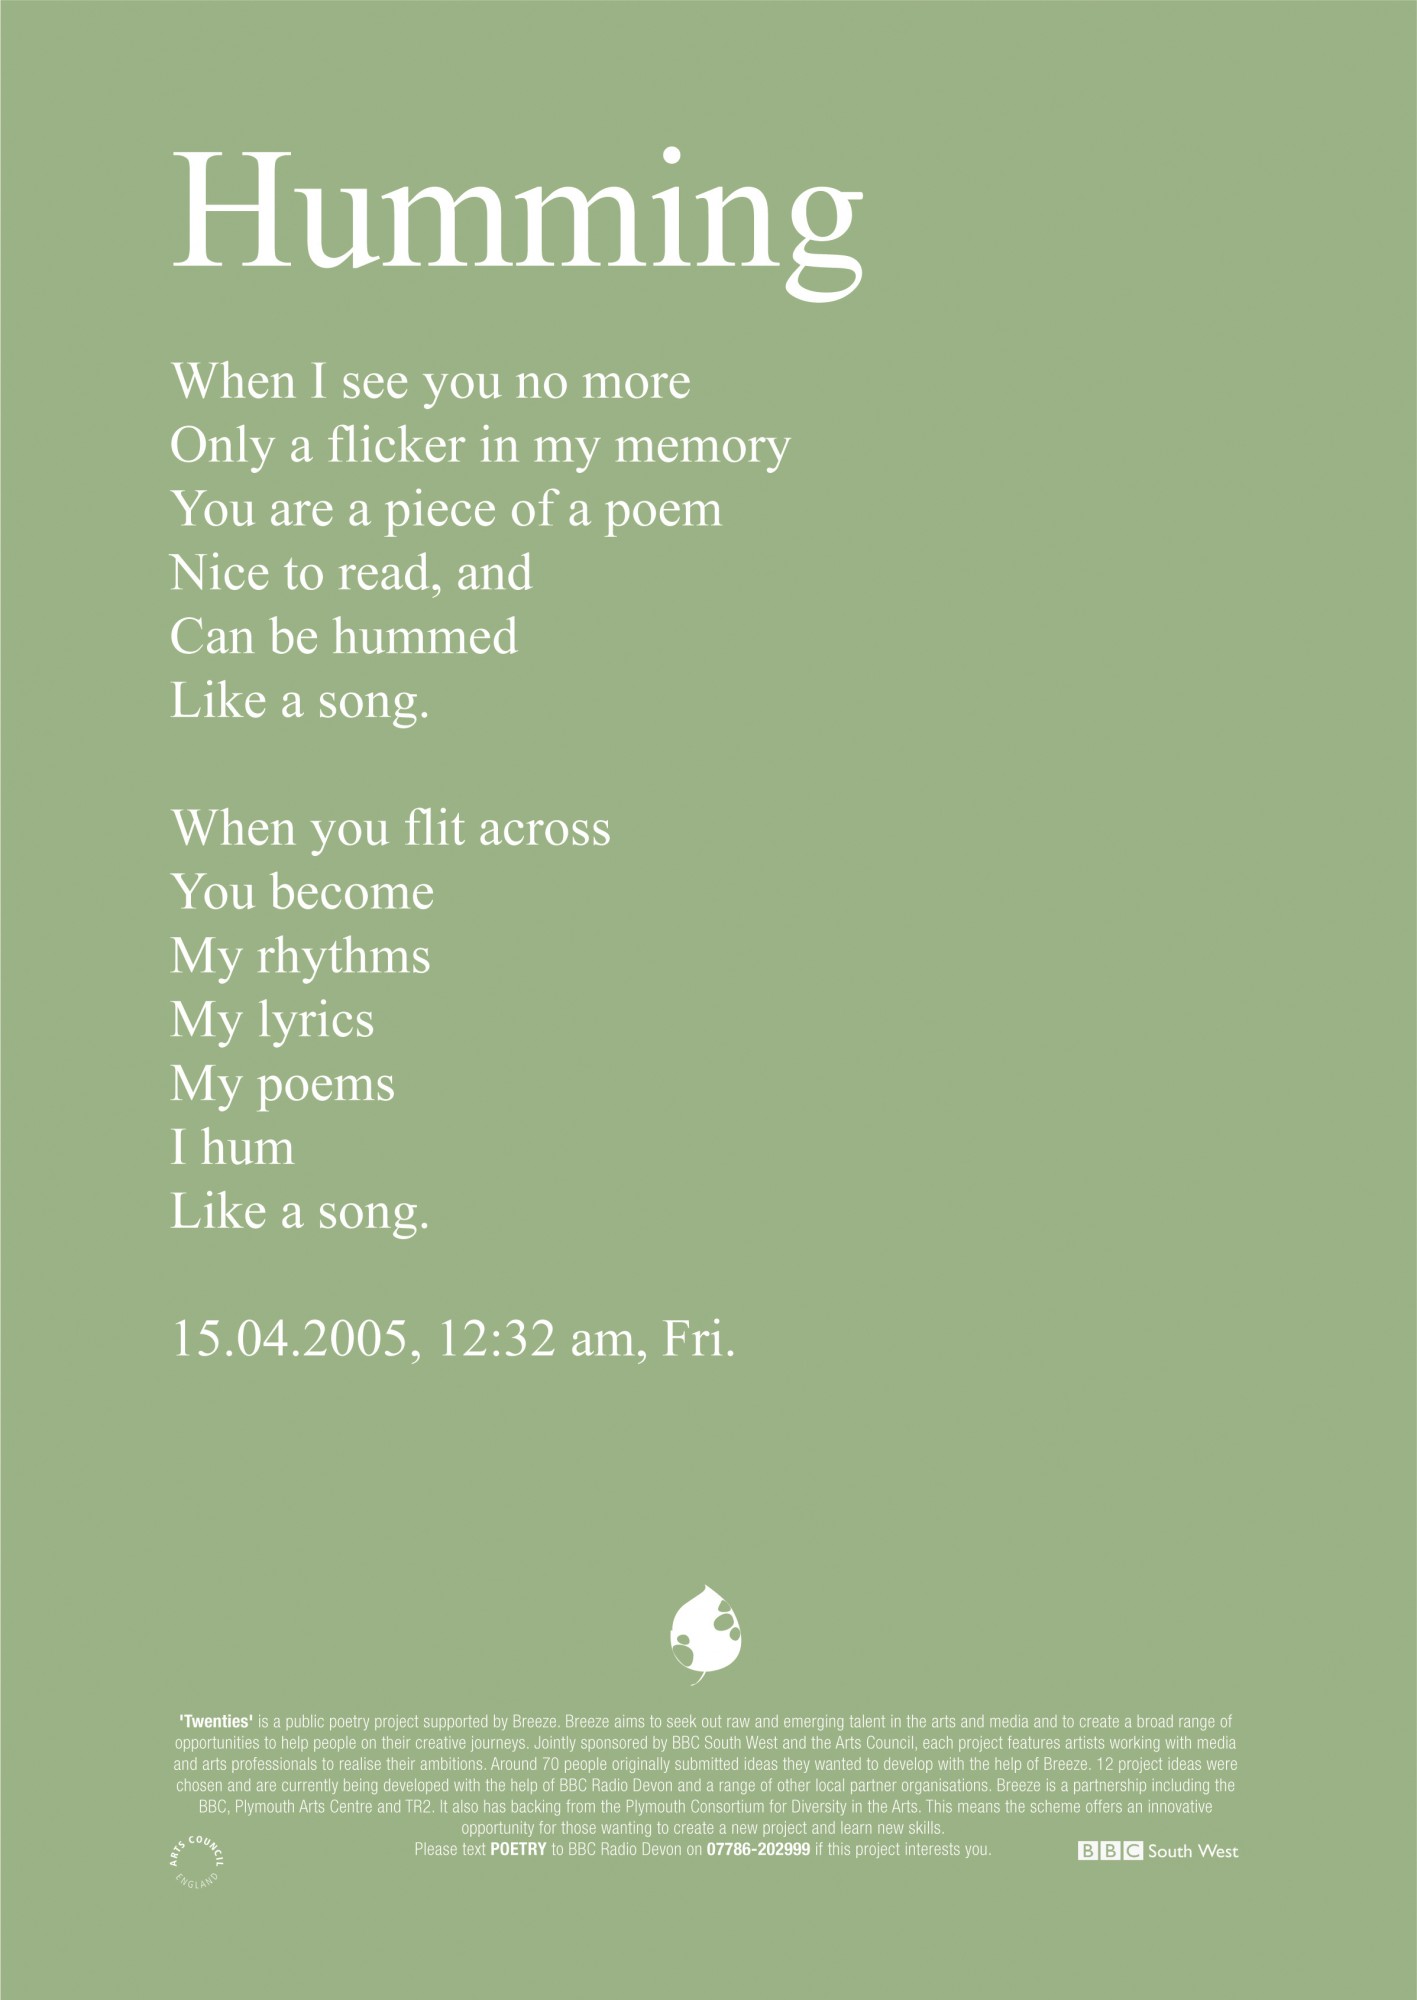 Humming
When I see you no more
Only a flicker in my memory
You are a piece of a poem
Nice to read, and
Can be hummed
Like a song.
When you flit across
You become
My rhythms
My lyrics
My poems
I hum
Like a song.
15.04.2005, 12:32 am, Fri.
'Twenties' is a public poetry project supported by Breeze. Breeze aims to seek out raw and emerging talent in the arts and media and to create a broad range of
opportunities to help people on their creative journeys. Jointly sponsored by BBC South West and the Arts Council, each project features artists working with media
and arts professionals to realise their ambitions. Around 70 people originally submitted ideas they wanted to develop with the help of Breeze. 12 project ideas were
chosen and are currently being developed with the help of BBC Radio Devon and a range of other local partner organisations. Breeze is a partnership including the
BBC, Plymouth Arts Centre and TR2. It also has backing from the Plymouth Consortium for Diversity in the Arts. This means the scheme offers an innovative
opportunity for those wanting to create a new project and learn new skills.
Please text POETRY to BBC Radio Devon on 07786-202999 if this project interests you.
ARTS COUNCIL ENGLAND
BBC South West